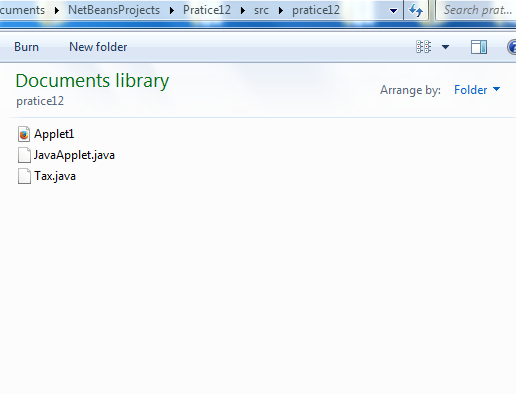 cuments ▸ NetBeansProjects ▸ Pratice12 ▸ src ▸ pratice12
Search prat...
Burn New folder
Documents library
pratice12
Arrange by: Folder
Applet1
JavaApplet.java
Tax.java